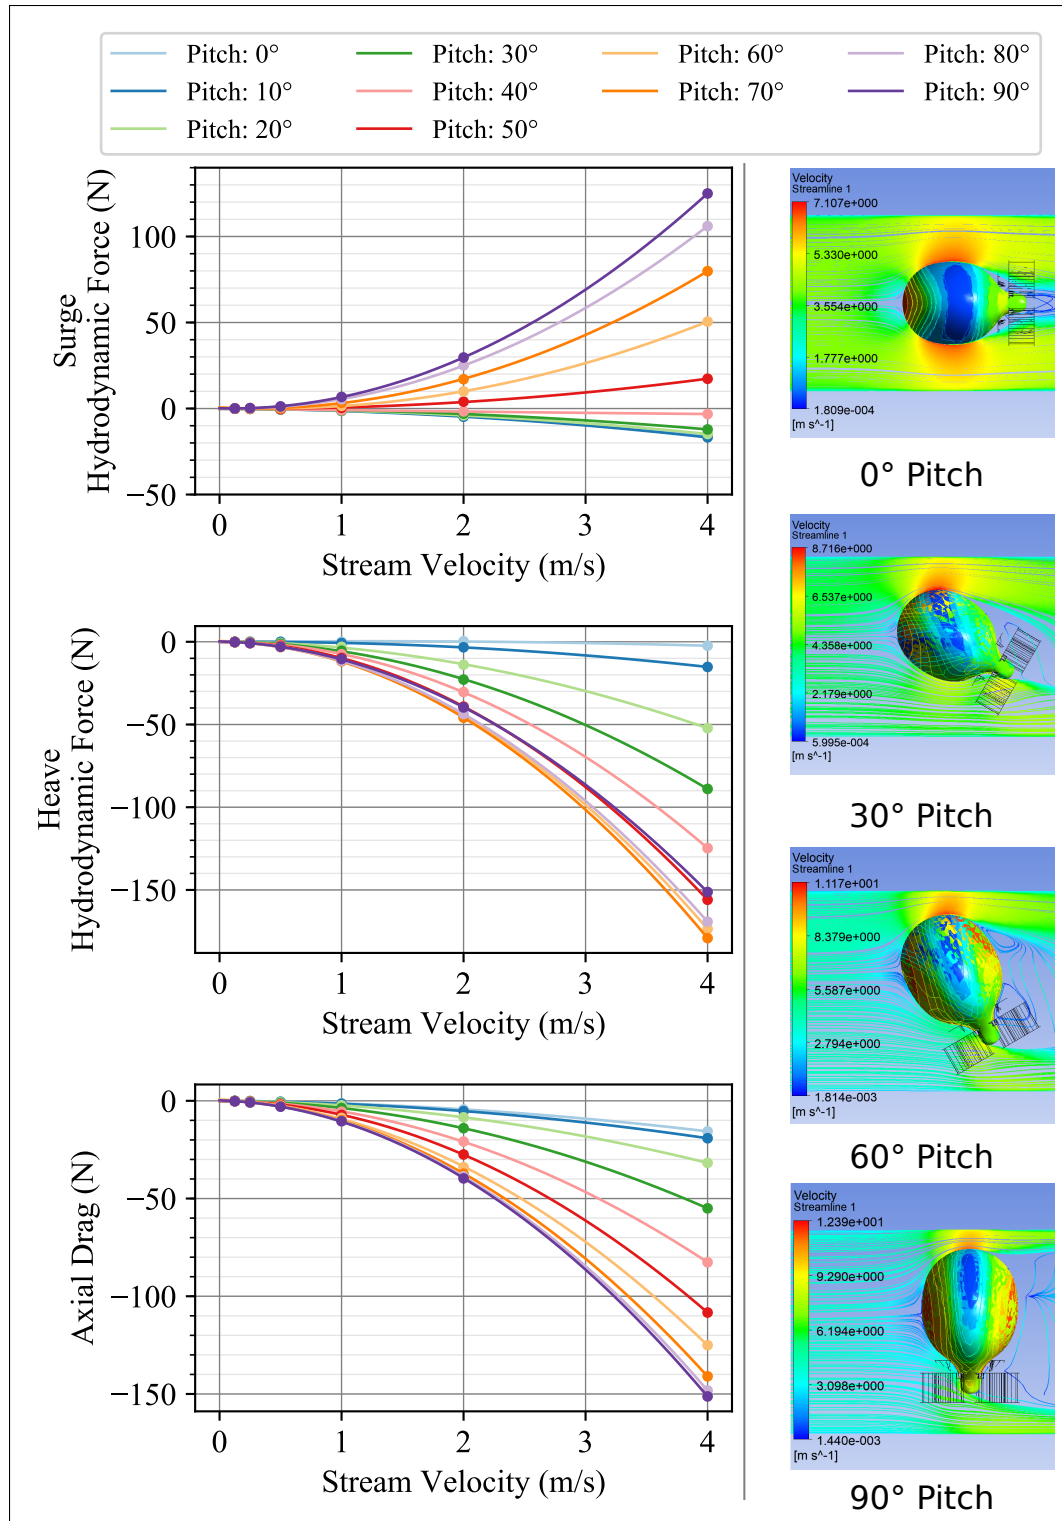 Pitch: 0°
Pitch: 10°
Pitch: 20°
Pitch: 30°
Pitch: 40°
Pitch: 50°
Pitch: 60°
Pitch: 70°
Pitch: 80°
Pitch: 90°
Surge
Hydrodynamic Force (N)
100
50
0
−50
0 1 2 3 4
Stream Velocity (m/s)
Heave
Hydrodynamic Force (N)
0
−50
−100
−150
0 1 2 3 4
Stream Velocity (m/s)
Axial Drag (N)
0
−50
−100
−150
0 1 2 3 4
Stream Velocity (m/s)
Velocity
Streamline 1
7.107e+000
5.330e+000
3.554e+000
1.777e+000
1.809e-004
[m s^-1]
0° Pitch
Velocity
Streamline 1
8.716e+000
6.537e+000
4.358e+000
2.179e+000
5.995e-004
[m s^-1]
30° Pitch
Velocity
Streamline 1
1.117e+001
8.379e+000
5.587e+000
2.794e+000
1.814e-003
[m s^-1]
60° Pitch
Velocity
Streamline 1
1.239e+001
9.290e+000
6.194e+000
3.098e+000
1.440e-003
[m s^-1]
90° Pitch